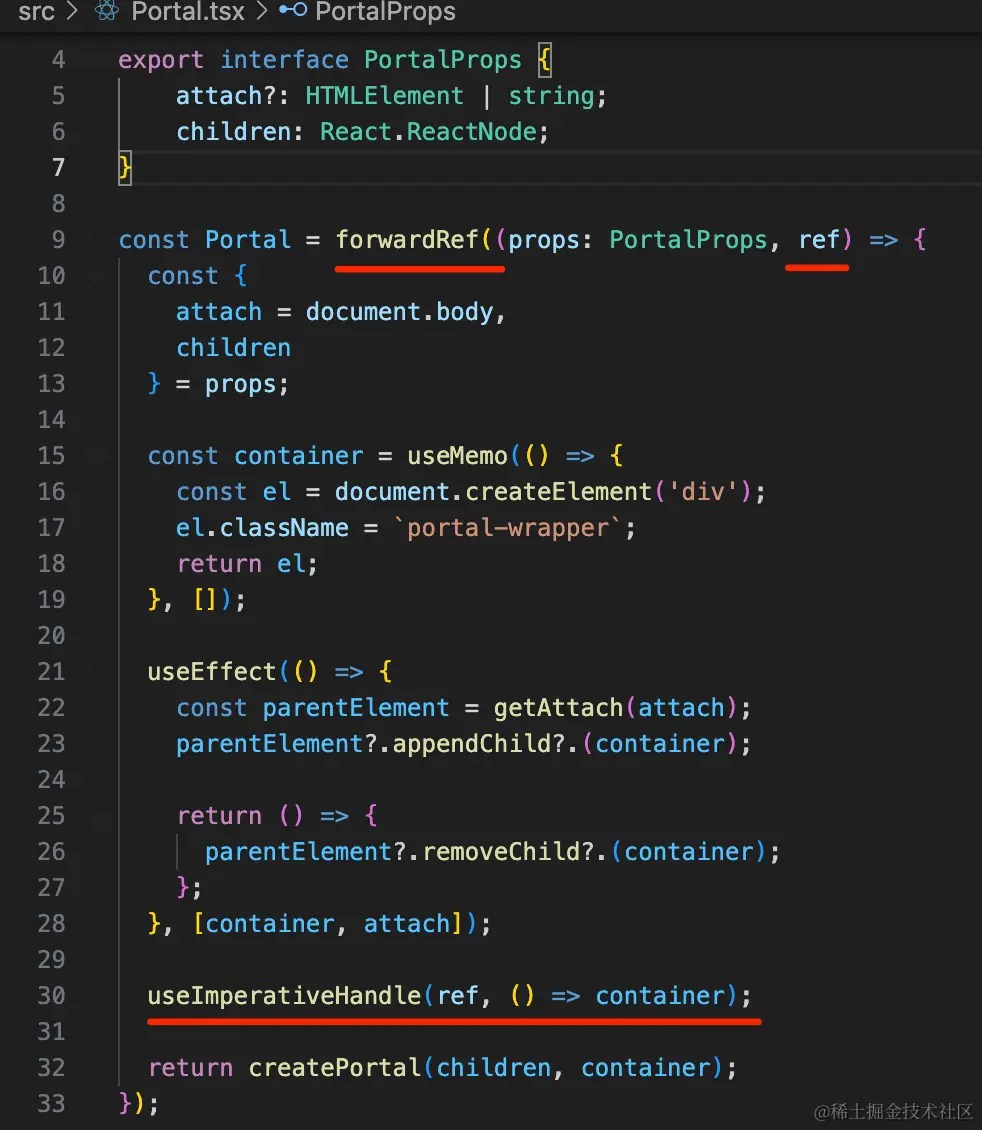 src > Portal.tsx > PortalProps
4 export interface PortalProps {
5     attach?: HTMLElement | string;
6     children: React.ReactNode;
7 }
8
9 const Portal = forwardRef((props: PortalProps, ref) => {
10   const {
11     attach = document.body,
12     children
13   } = props;
14
15   const container = useMemo(() => {
16     const el = document.createElement('div');
17     el.className = `portal-wrapper`;
18     return el;
19   }, []);
20
21   useEffect(() => {
22     const parentElement = getAttach(attach);
23     parentElement?.appendChild?.(container);
24
25     return () => {
26       parentElement?.removeChild?.(container);
27     };
28   }, [container, attach]);
29
30   useImperativeHandle(ref, () => container);
31
32   return createPortal(children, container);
33 });
@稀土掘金技术社区